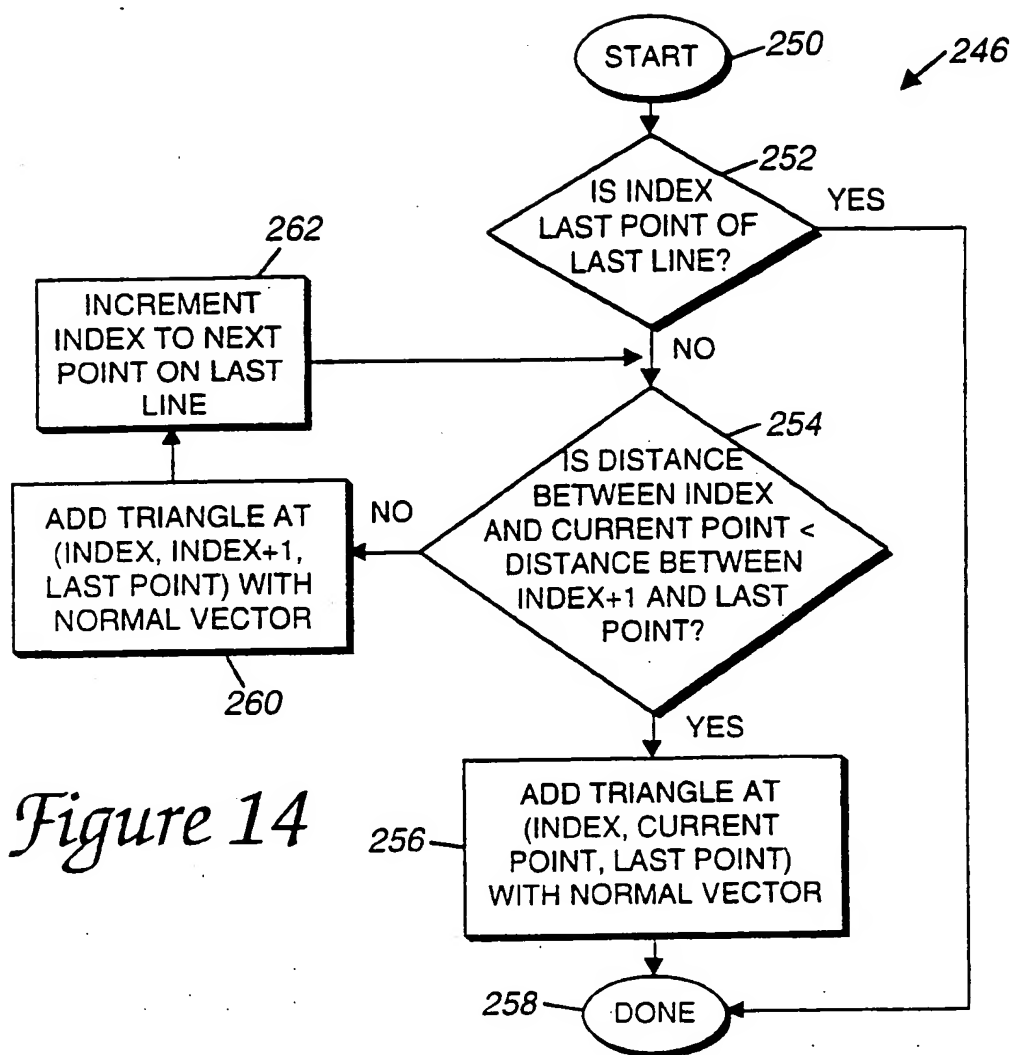 START
250
246
252
IS INDEX
LAST POINT OF
LAST LINE?
YES
262
INCREMENT
INDEX TO NEXT
POINT ON LAST
LINE
NO
254
IS DISTANCE
BETWEEN INDEX
AND CURRENT POINT <
DISTANCE BETWEEN
INDEX+1 AND LAST
POINT?
NO
ADD TRIANGLE AT
(INDEX, INDEX+1,
LAST POINT) WITH
NORMAL VECTOR
260
YES
Figure 14
256
ADD TRIANGLE AT
(INDEX, CURRENT
POINT, LAST POINT)
WITH NORMAL VECTOR
258
DONE